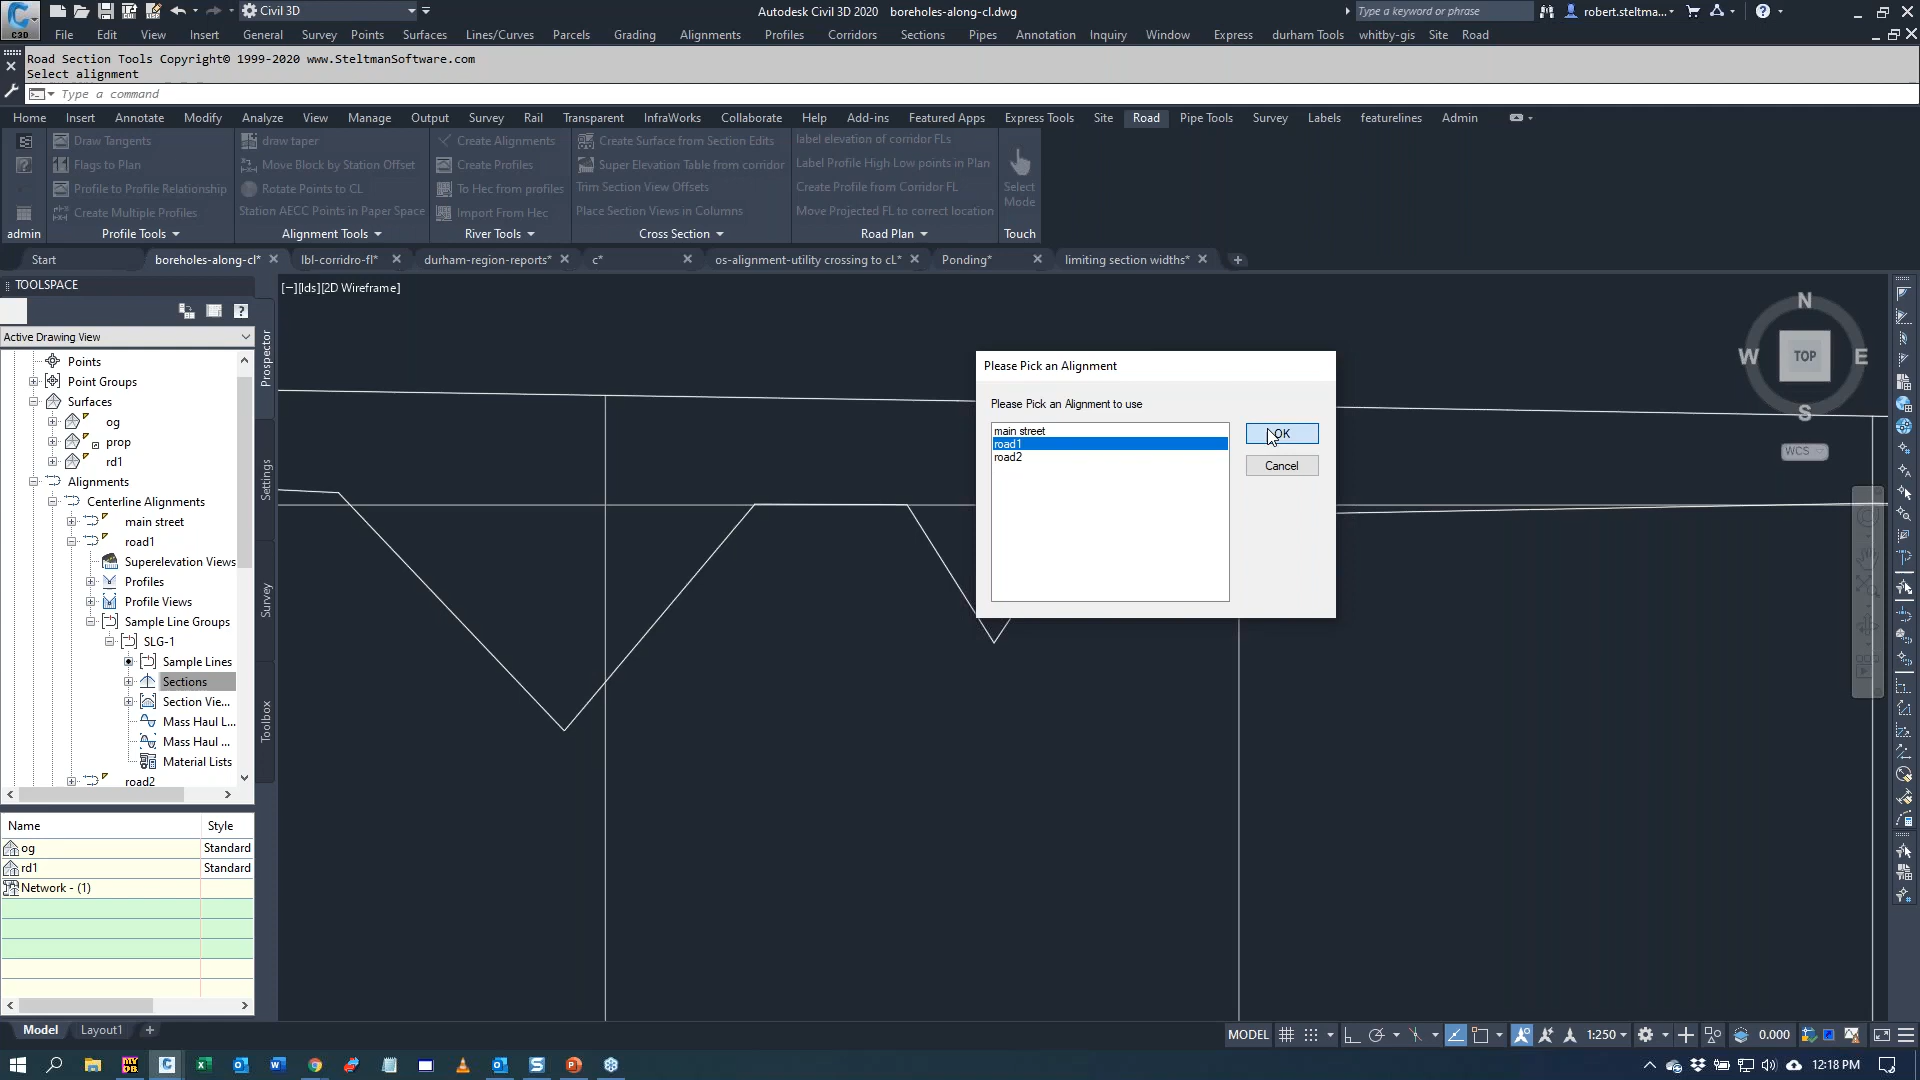 Civil 3D
Autodesk Civil 3D 2020 boreholes-along-cl.dwg
Type a keyword or phrase
robert.steltma...
C3D
File Edit View Insert General Survey Points Surfaces Lines/Curves Parcels Grading Alignments Profiles Corridors Sections Pipes Annotation Inquiry Window Express durham Tools whitby-gis Site Road
Road Section Tools Copyright© 1999-2020 www.SteltmanSoftware.com
Select alignment
Type a command
Home Insert Annotate Modify Analyze View Manage Output Survey Rail Transparent InfraWorks Collaborate Help Add-ins Featured Apps Express Tools Site Road Pipe Tools Survey Labels featurelines Admin
Draw Tangents
Flags to Plan
Profile to Profile Relationship
Create Multiple Profiles
draw taper
Move Block by Station Offset
Rotate Points to CL
Station AECC Points in Paper Space
Create Alignments
Create Profiles
To Hec from profiles
Import From Hec
Create Surface from Section Edits
Super Elevation Table from corridor
Trim Section View Offsets
Place Section Views in Columns
label elevation of corridor FLs
Label Profile High Low points in Plan
Create Profile from Corridor FL
Move Projected FL to correct location
Select
Mode
admin Profile Tools Alignment Tools River Tools Cross Section Road Plan Touch
Start boreholes-along-cl* lbl-corridro-fl* durham-region-reports* c* os-alignment-utility crossing to cL* Ponding* limiting section widths*
TOOLSPACE
Active Drawing View
Points
Point Groups
Surfaces
og
prop
rd1
Alignments
Centerline Alignments
main street
road1
Superelevation Views
Profiles
Profile Views
Sample Line Groups
SLG-1
Sample Lines
Sections
Section Vie...
Mass Haul L...
Mass Haul ...
Material Lists
road2
Prospector
Settings
Survey
Toolbox
Name Style
og Standard
rd1 Standard
Network - (1)
[−][lds][2D Wireframe]
Please Pick an Alignment
Please Pick an Alignment to use
main street
road1
road2
OK
Cancel
N
W TOP E
S
WCS
Model Layout1
MODEL 1:250 0.000
12:18 PM